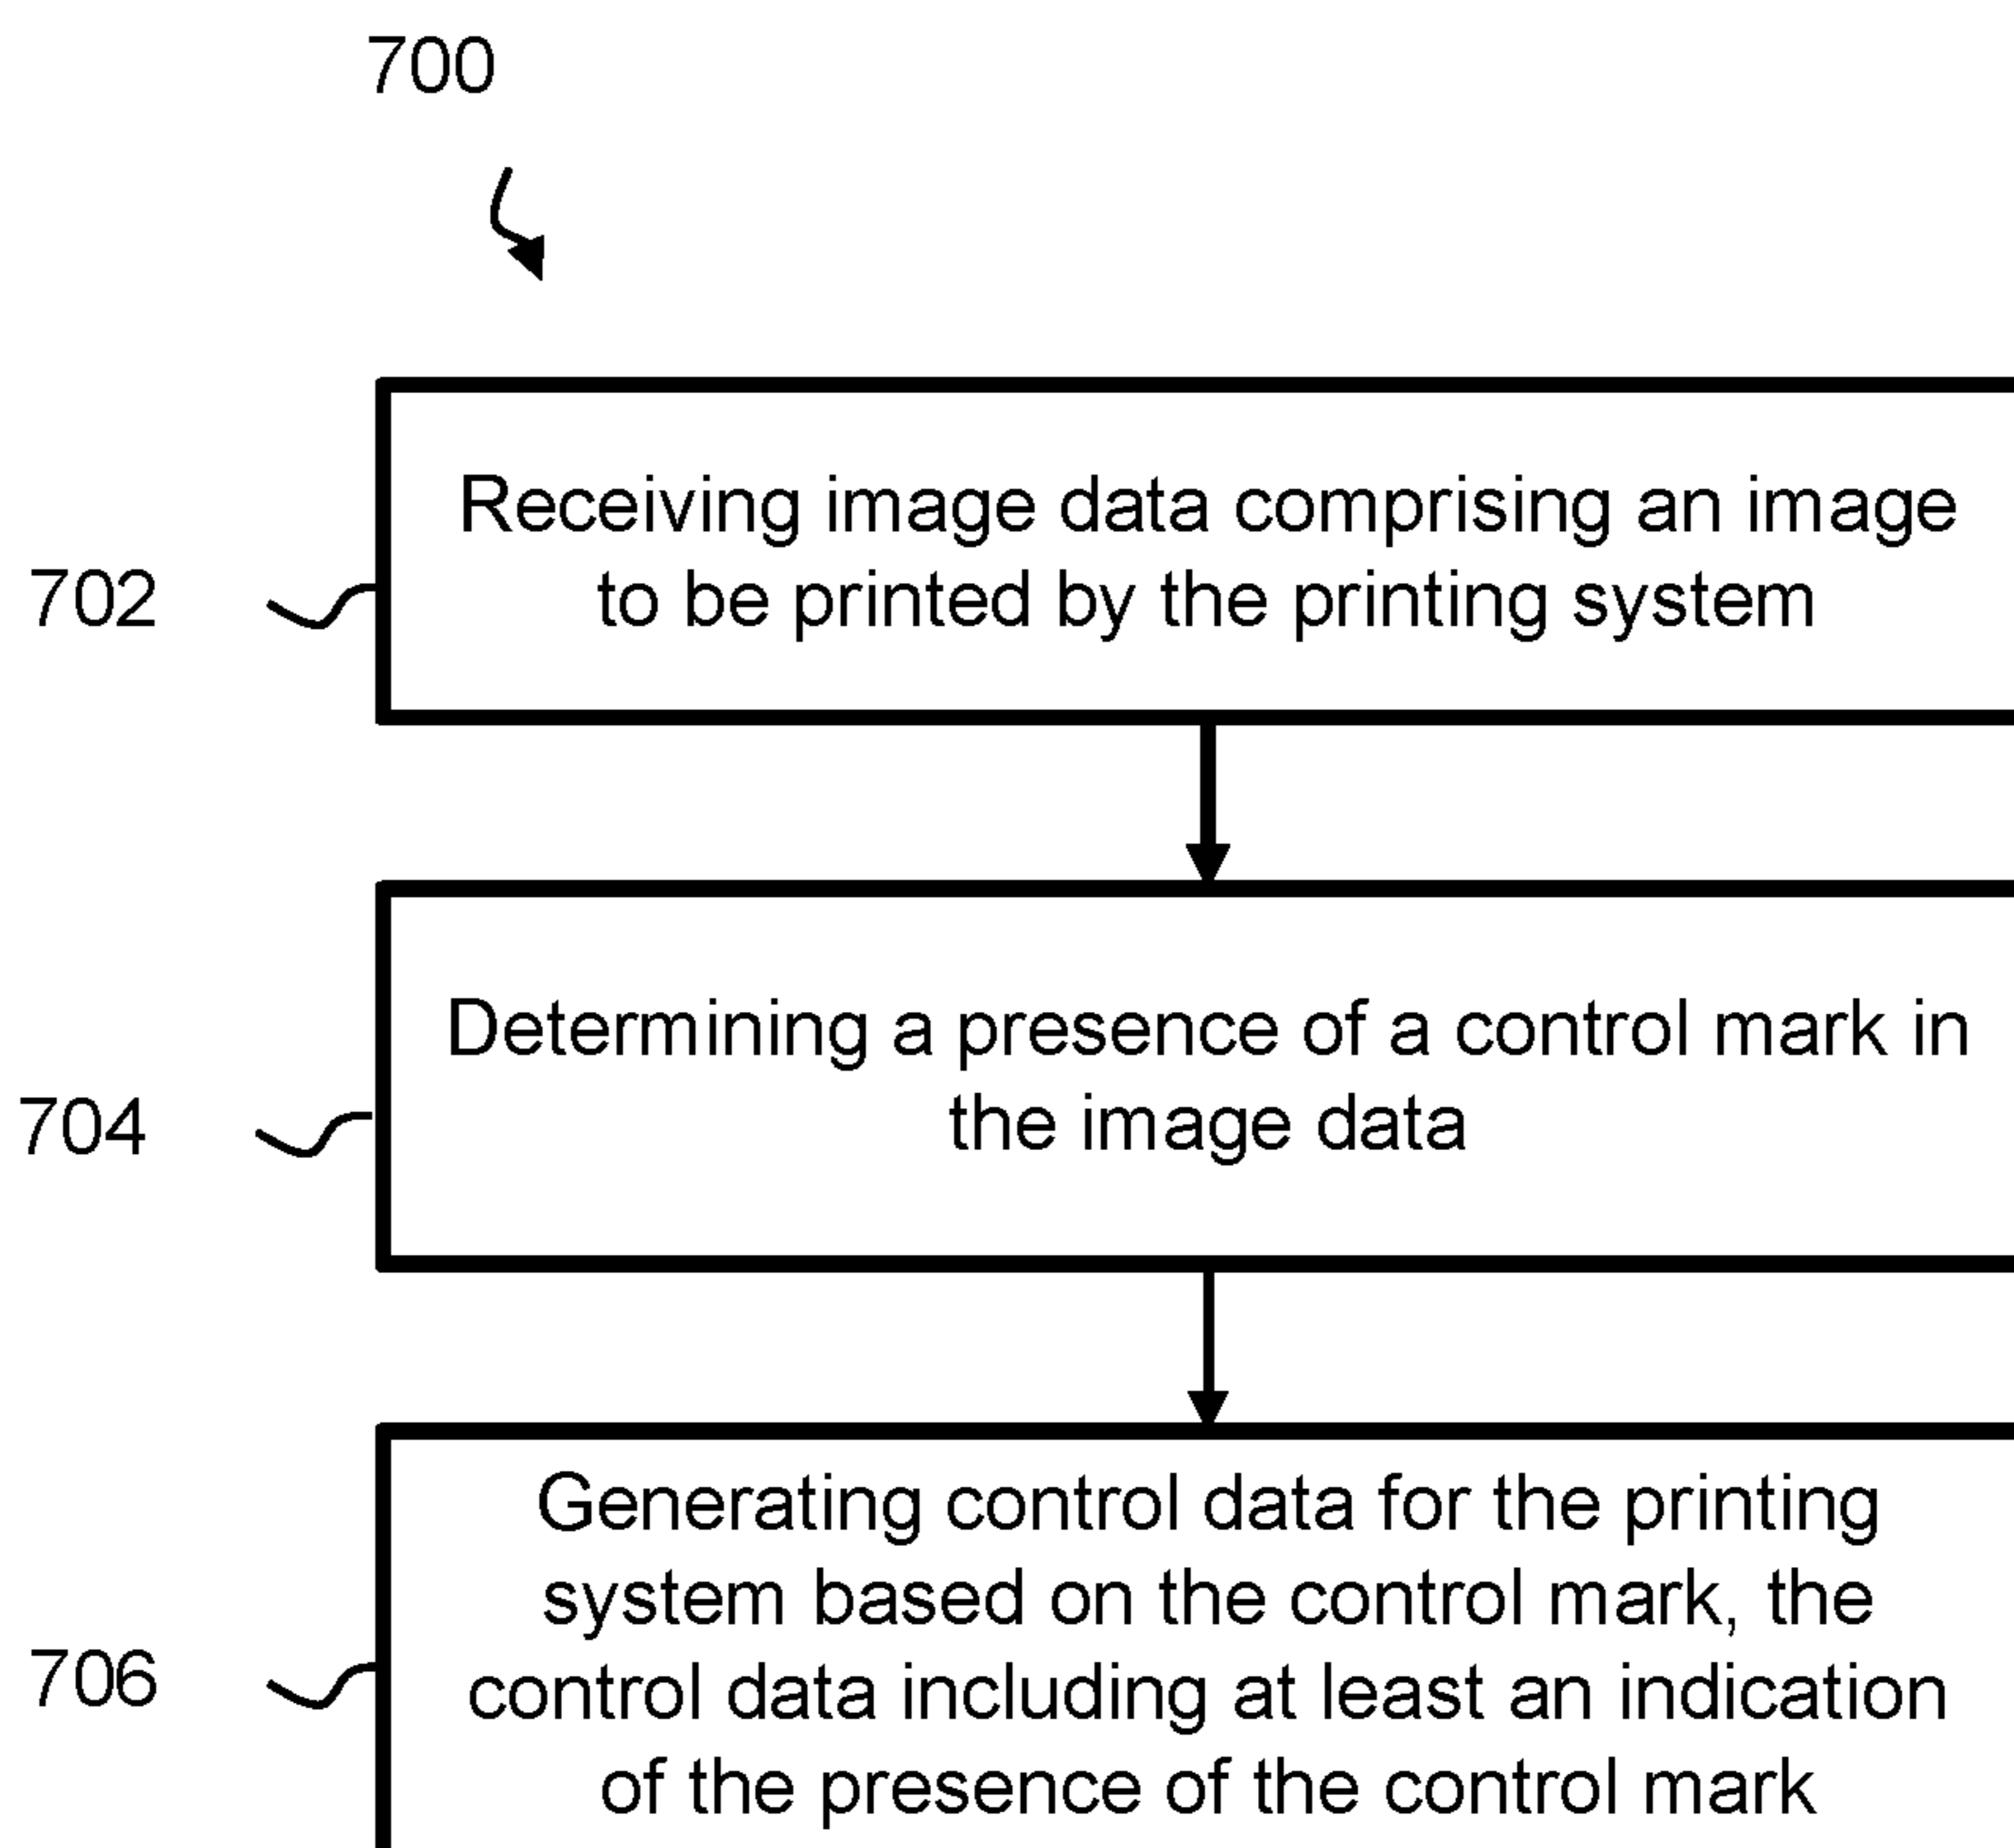 700
Receiving image data comprising an image
to be printed by the printing system
702
Determining a presence of a control mark in
the image data
704
Generating control data for the printing
system based on the control mark, the
control data including at least an indication
of the presence of the control mark
706